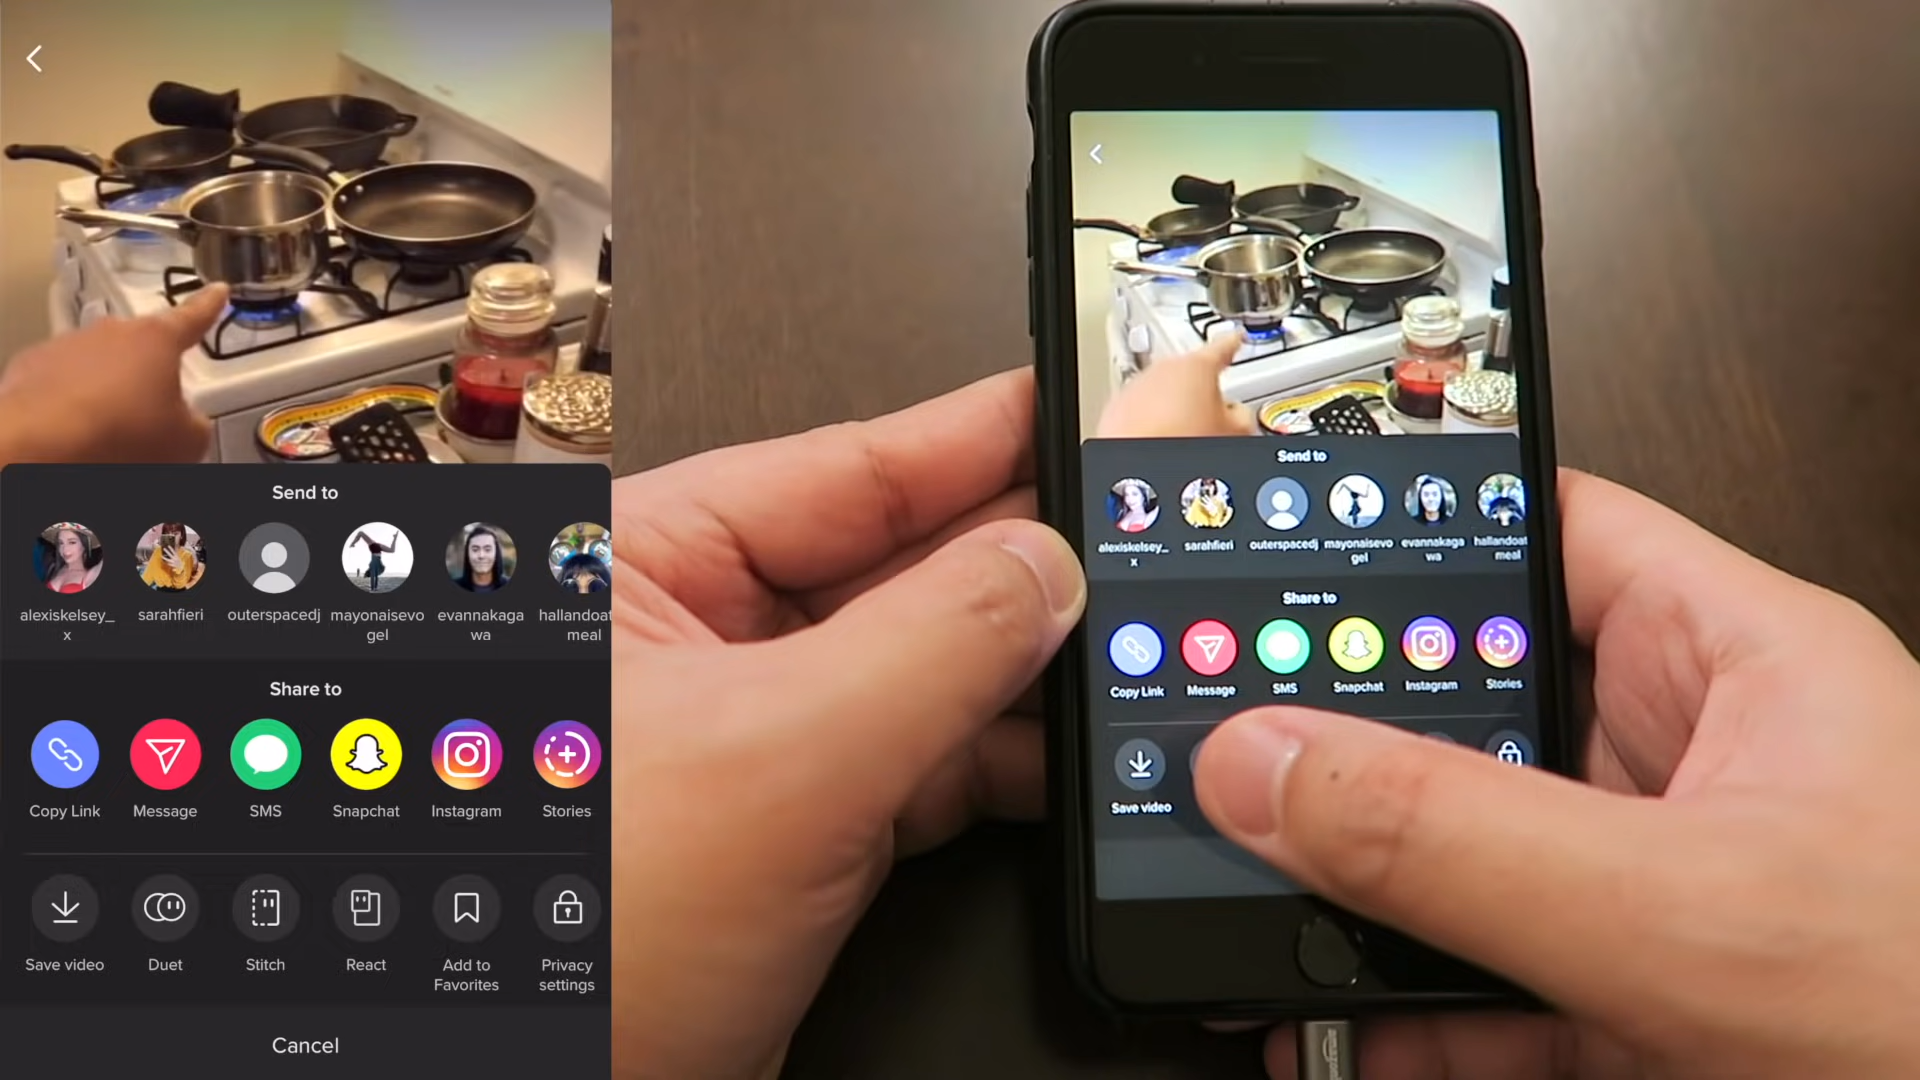 Send to
alexiskelsey_
x
sarahfieri
outerspacedj
mayonaisevo
gel
evannakaga
wa
hallandoat
meal
Share to
Copy Link
Message
SMS
Snapchat
Instagram
Stories
Save video
Duet
Stitch
React
Add to
Favorites
Privacy
settings
Cancel
Send to
alexiskelsey_
x
sarahfieri
outerspacedj
mayonaisevo
gel
evannakaga
wa
hallandoat
meal
Share to
Copy Link
Message
SMS
Snapchat
Instagram
Stories
Save video